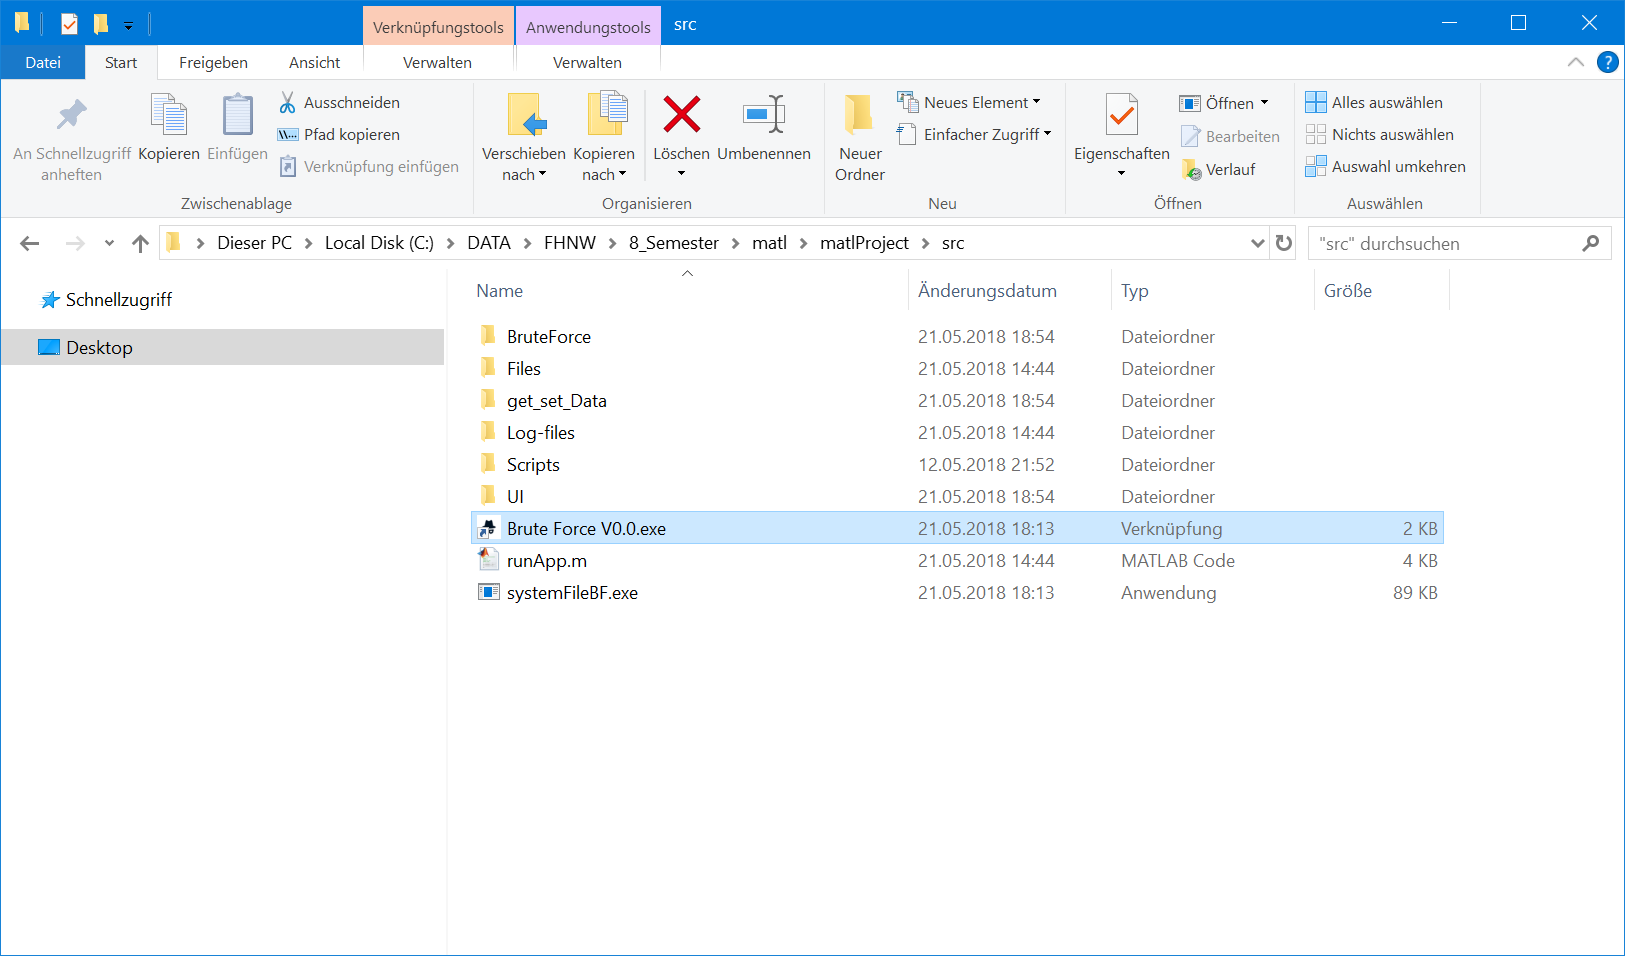 Verknüpfungstools Anwendungstools src
Datei Start Freigeben Ansicht Verwalten Verwalten
An Schnellzugriff anheften
Kopieren
Einfügen
Ausschneiden
Pfad kopieren
Verknüpfung einfügen
Zwischenablage
Verschieben nach
Kopieren nach
Löschen
Umbenennen
Organisieren
Neuer Ordner
Neues Element
Einfacher Zugriff
Neu
Eigenschaften
Öffnen
Bearbeiten
Verlauf
Öffnen
Alles auswählen
Nichts auswählen
Auswahl umkehren
Auswählen
Dieser PC Local Disk (C:) DATA FHNW 8_Semester matl matlProject src
"src" durchsuchen
Schnellzugriff
Desktop
Name Änderungsdatum Typ Größe
BruteForce 21.05.2018 18:54 Dateiordner
Files 21.05.2018 14:44 Dateiordner
get_set_Data 21.05.2018 18:54 Dateiordner
Log-files 21.05.2018 14:44 Dateiordner
Scripts 12.05.2018 21:52 Dateiordner
UI 21.05.2018 18:54 Dateiordner
Brute Force V0.0.exe 21.05.2018 18:13 Verknüpfung 2 KB
runApp.m 21.05.2018 14:44 MATLAB Code 4 KB
systemFileBF.exe 21.05.2018 18:13 Anwendung 89 KB